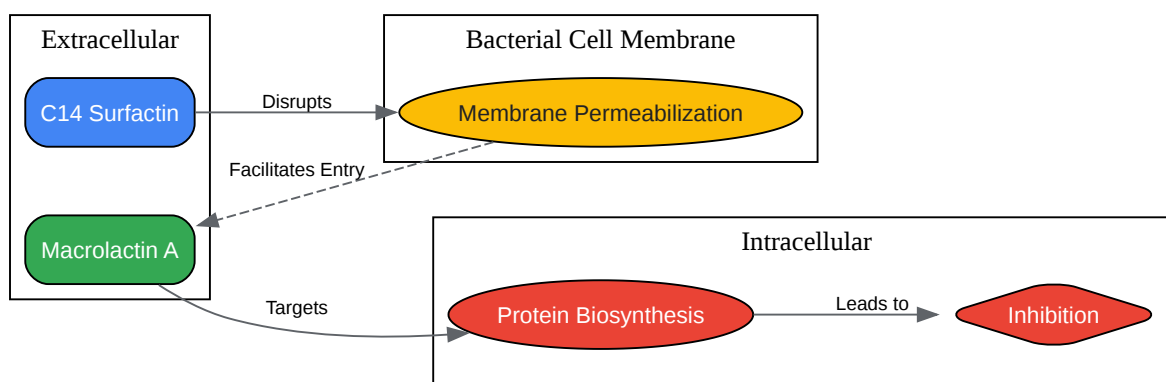 Extracellular
Bacterial Cell Membrane
C14 Surfactin
Disrupts
Membrane Permeabilization
Facilitates Entry
Macrolactin A
Intracellular
Targets
Protein Biosynthesis
Leads to
Inhibition